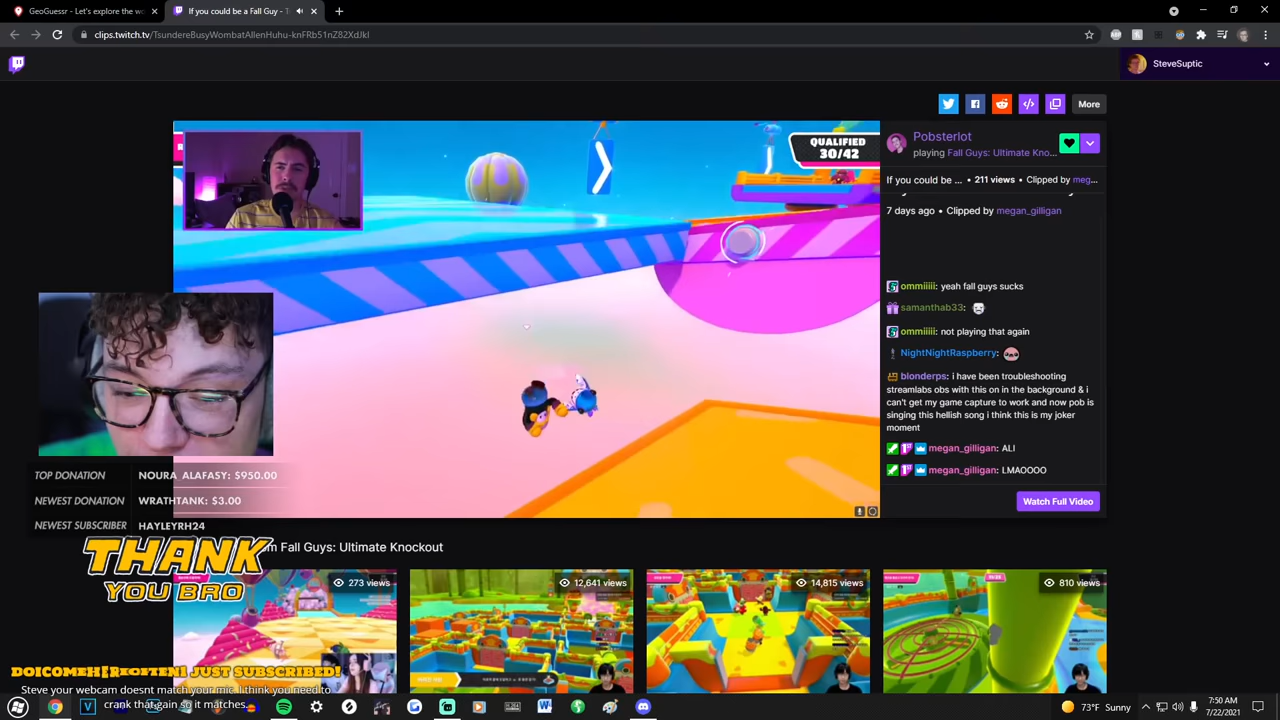 GeoGuessr - Let's explore the wo
If you could be a Fall Guy - T
clips.twitch.tv/TsundereBusyWombatAllenHuhu-knFRb51nZ82XdJkI
SteveSuptic
More
QUALIFIED
30/42
Pobsterlot
playing Fall Guys: Ultimate Kno...
If you could be ... • 211 views • Clipped by meg...
7 days ago • Clipped by megan_gilligan
ommiiiii: yeah fall guys sucks
samanthab33:
ommiiiii: not playing that again
NightNightRaspberry:
blonderps: i have been troubleshooting
streamlabs obs with this on in the background & i
can't get my game capture to work and now pob is
singing this hellish song i think this is my joker
moment
megan_gilligan: ALI
megan_gilligan: LMAOOOO
Watch Full Video
TOP DONATION NOURA_ALAFASY: $950.00
NEWEST DONATION WRATHTANK: $3.00
NEWEST SUBSCRIBER HAYLEYRH24
THANK
YOU BRO
m Fall Guys: Ultimate Knockout
273 views
12,641 views
14,815 views
810 views
DOICOMEHEREOFTEN1 JUST SUBSCRIBED!
Steve your webcam doesnt match your mic. I think you need to
crank that gain so it matches.
73°F Sunny
7:50 AM
7/22/2021